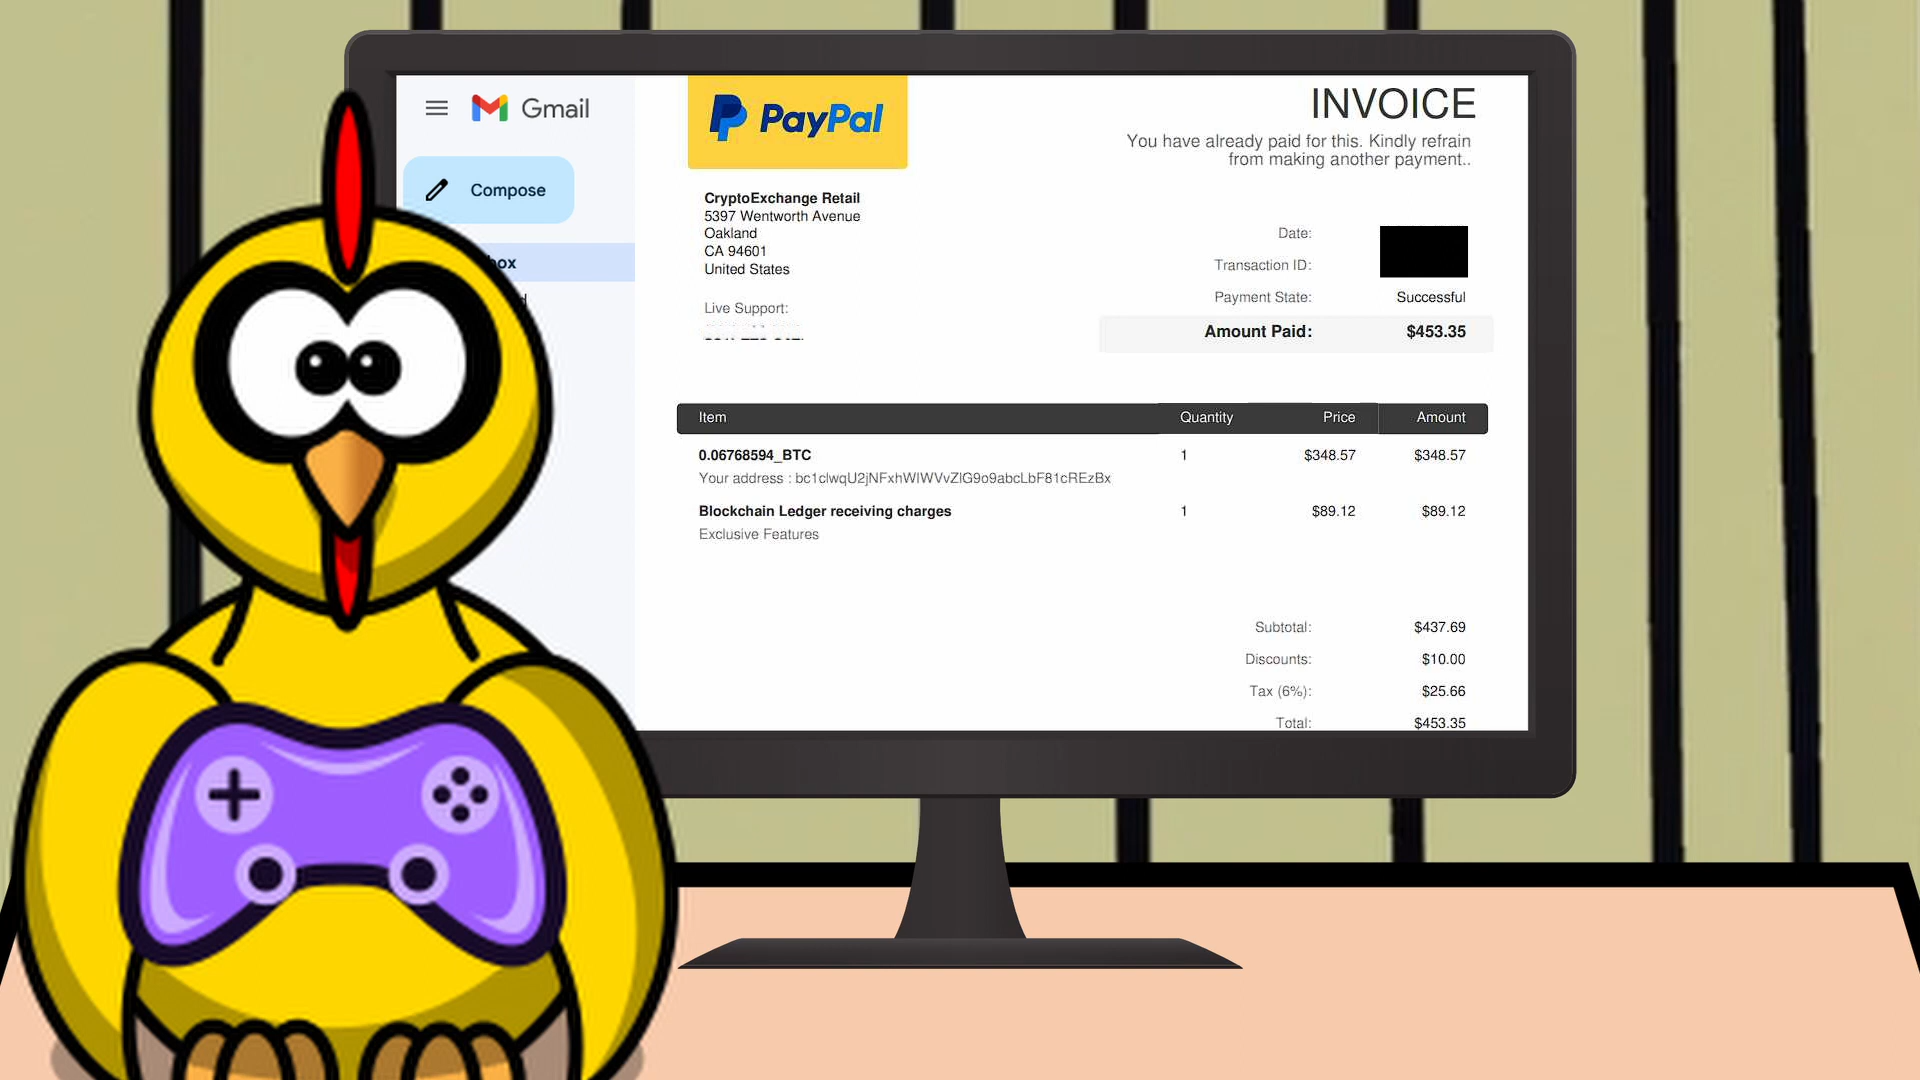 Gmail
Compose
box
PayPal
INVOICE
You have already paid for this. Kindly refrain
from making another payment..
CryptoExchange Retail
5397 Wentworth Avenue
Oakland
CA 94601
United States
Live Support:
Date:
Transaction ID:
Payment State: Successful
Amount Paid: $453.35
Item Quantity Price Amount
0.06768594_BTC 1 $348.57 $348.57
Your address : bc1clwqU2jNFxhWlWVvZlG9o9abcLbF81cREzBx
Blockchain Ledger receiving charges 1 $89.12 $89.12
Exclusive Features
Subtotal: $437.69
Discounts: $10.00
Tax (6%): $25.66
Total: $453.35